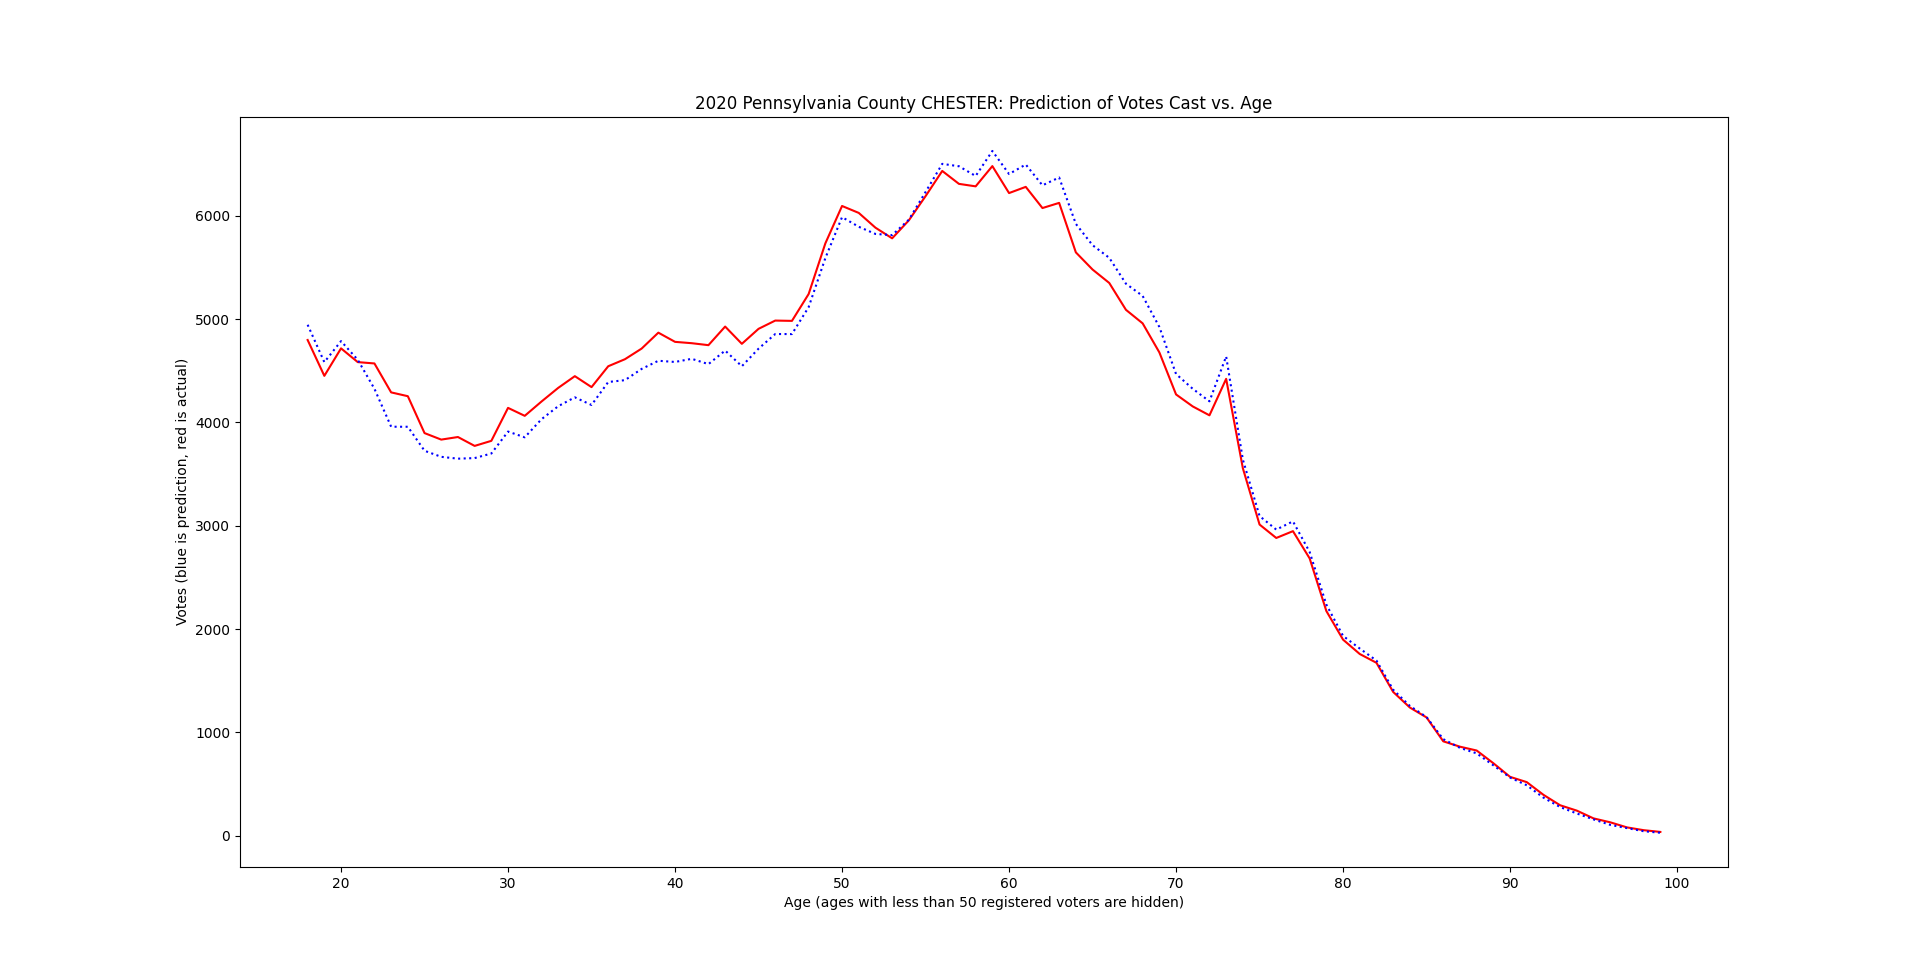 2020 Pennsylvania County CHESTER: Prediction of Votes Cast vs. Age
Votes (blue is prediction, red is actual)
6000
5000
4000
3000
2000
1000
0
20 30 40 50 60 70 80 90 100
Age (ages with less than 50 registered voters are hidden)